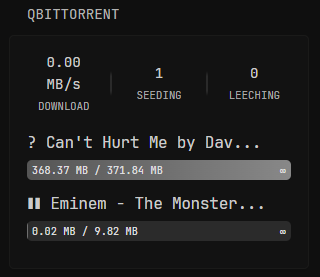 QBITTORRENT
0.00
MB/s
DOWNLOAD
1
SEEDING
0
LEECHING
? Can't Hurt Me by Dav...
368.37 MB / 371.84 MB ∞
▮▮ Eminem - The Monster...
0.02 MB / 9.82 MB ∞